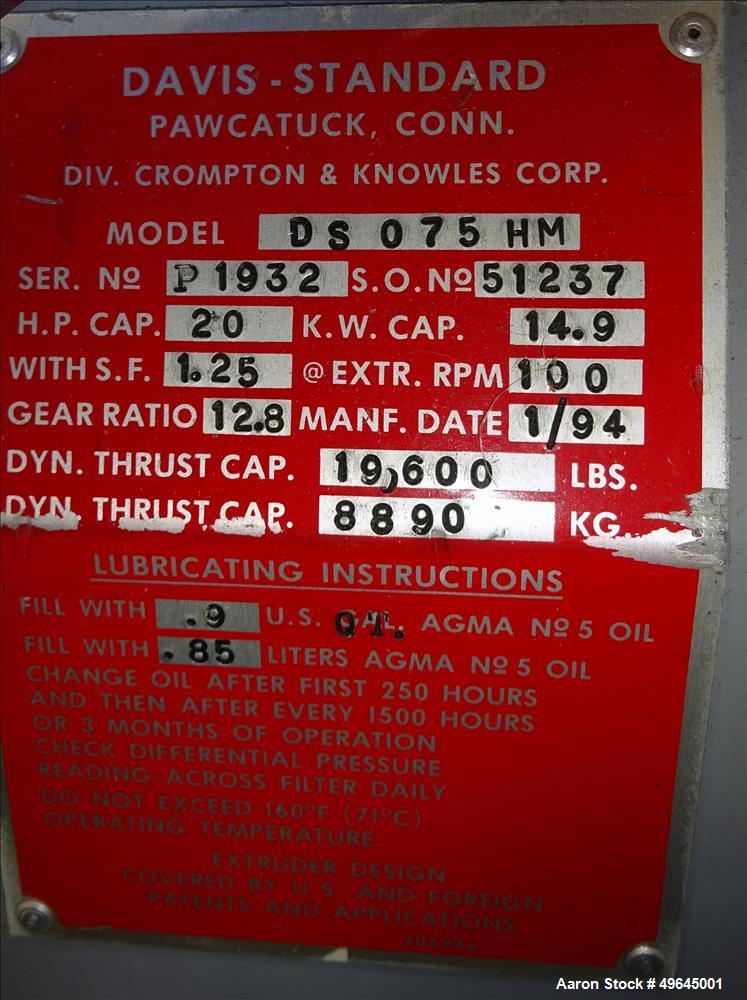 DAVIS - STANDARD
PAWCATUCK, CONN.
DIV. CROMPTON & KNOWLES CORP.
MODEL DS 075 HM
SER. Nº P 1932 S.O. Nº 51237
H.P. CAP. 20 K.W. CAP. 14.9
WITH S.F. 1.25 @ EXTR. RPM 100
GEAR RATIO 12.8 MANF. DATE 1/94
DYN. THRUST CAP. 19,600 LBS.
DYN. THRUST CAP. 8890 KG.
LUBRICATING INSTRUCTIONS
FILL WITH .9 U.S. QT. AGMA Nº 5 OIL
FILL WITH .85 LITERS AGMA Nº 5 OIL
CHANGE OIL AFTER FIRST 250 HOURS
AND THEN AFTER EVERY 1500 HOURS
OR 3 MONTHS OF OPERATION
CHECK DIFFERENTIAL PRESSURE
READING ACROSS FILTER DAILY
DO NOT EXCEED 160ºF (71ºC)
OPERATING TEMPERATURE
EXTRUDER DESIGN
COVERED BY U.S. AND FOREIGN
PATENTS AND APPLICATIONS
Aaron Stock # 49645001